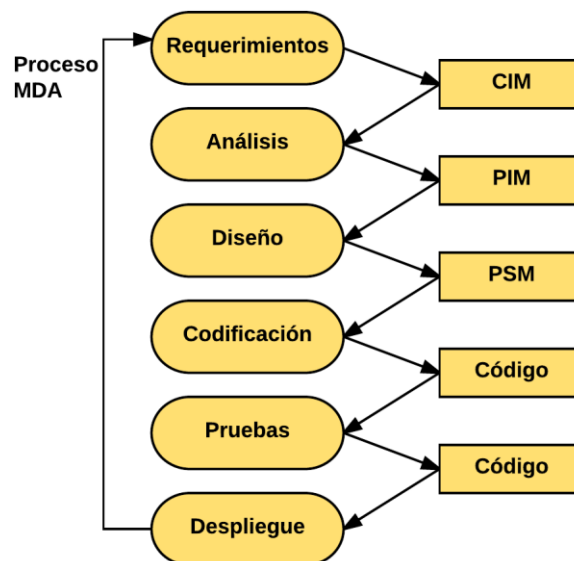 Requerimientos
Proceso
MDA
CIM
Análisis
PIM
Diseño
PSM
Codificación
Código
Pruebas
Código
Despliegue